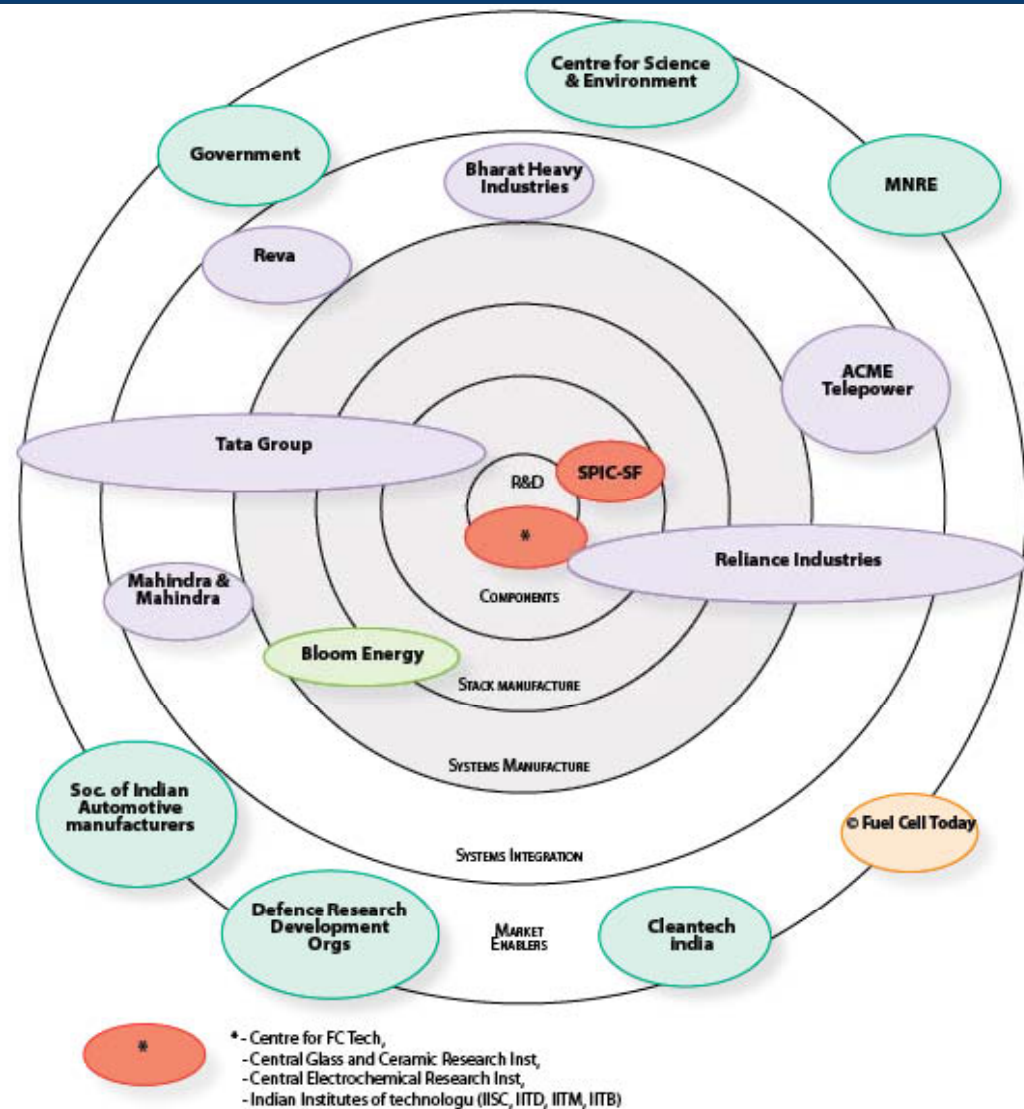 Centre for Science
& Environment
Government
Bharat Heavy
Industries
MNRE
Reva
ACME
Telepower
Tata Group
SPIC-SF
R&D
*
Reliance Industries
Mahindra &
Mahindra
COMPONENTS
Bloom Energy
STACK MANUFACTURE
SYSTEMS MANUFACTURE
Soc. of Indian
Automotive
manufacturers
© Fuel Cell Today
SYSTEMS INTEGRATION
Defence Research
Development
Orgs
MARKET
ENABLERS
Cleantech
india
*
* - Centre for FC Tech,
- Central Glass and Ceramic Research Inst,
- Central Electrochemical Research Inst,
- Indian Institutes of technologu (IISC, IITD, IITM, IITB)